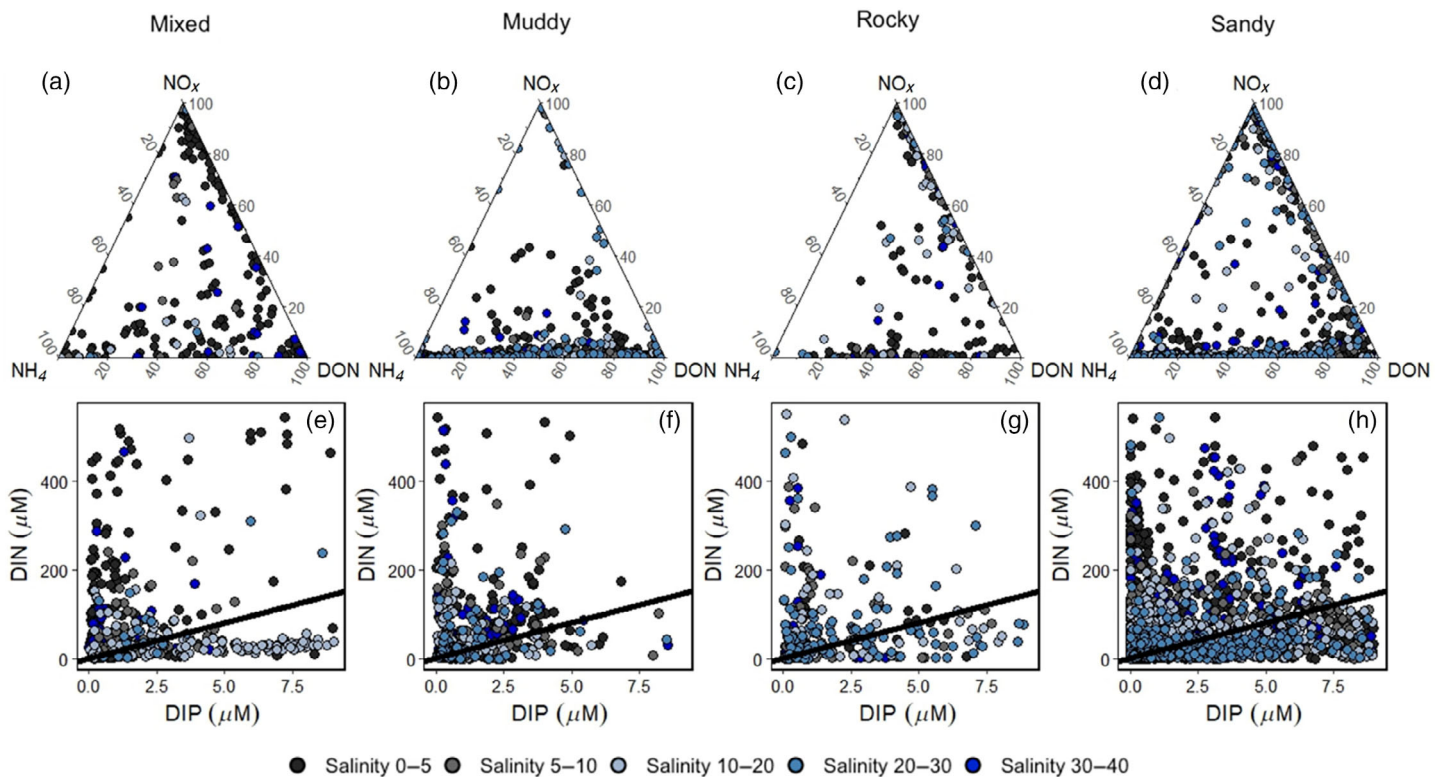 Mixed Muddy Rocky Sandy
(a) (b) (c) (d)
NOx NOx NOx NOx
100 100 100 100
20 80 20 80 20 80 20 80
40 60 40 60 40 60 40 60
60 40 60 40 60 40 60 40
80 20 80 20 80 20 80 20
100 100 100 100
NH4 DON NH4 DON NH4 DON NH4 DON
20 40 60 80 100 20 40 60 80 100 20 40 60 80 100 20 40 60 80 100
(e) (f) (g) (h)
DIN (μM) DIN (μM) DIN (μM) DIN (μM)
400 400 400 400
200 200 200 200
0 0 0 0
0.0 2.5 5.0 7.5 0.0 2.5 5.0 7.5 0.0 2.5 5.0 7.5 0.0 2.5 5.0 7.5
DIP (μM) DIP (μM) DIP (μM) DIP (μM)
Salinity 0–5 Salinity 5–10 Salinity 10–20 Salinity 20–30 Salinity 30–40